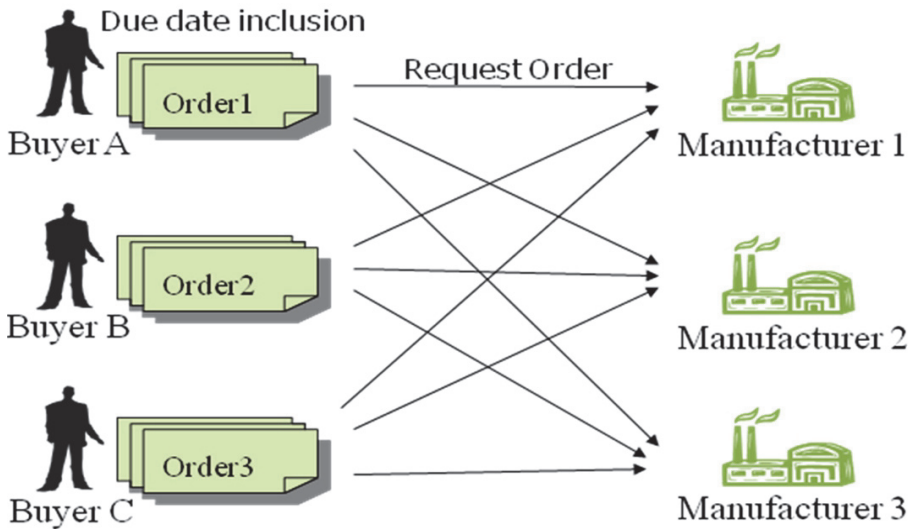 Due date inclusion
Request Order
Order1
Buyer A
Manufacturer 1
Order2
Buyer B
Manufacturer 2
Order3
Buyer C
Manufacturer 3